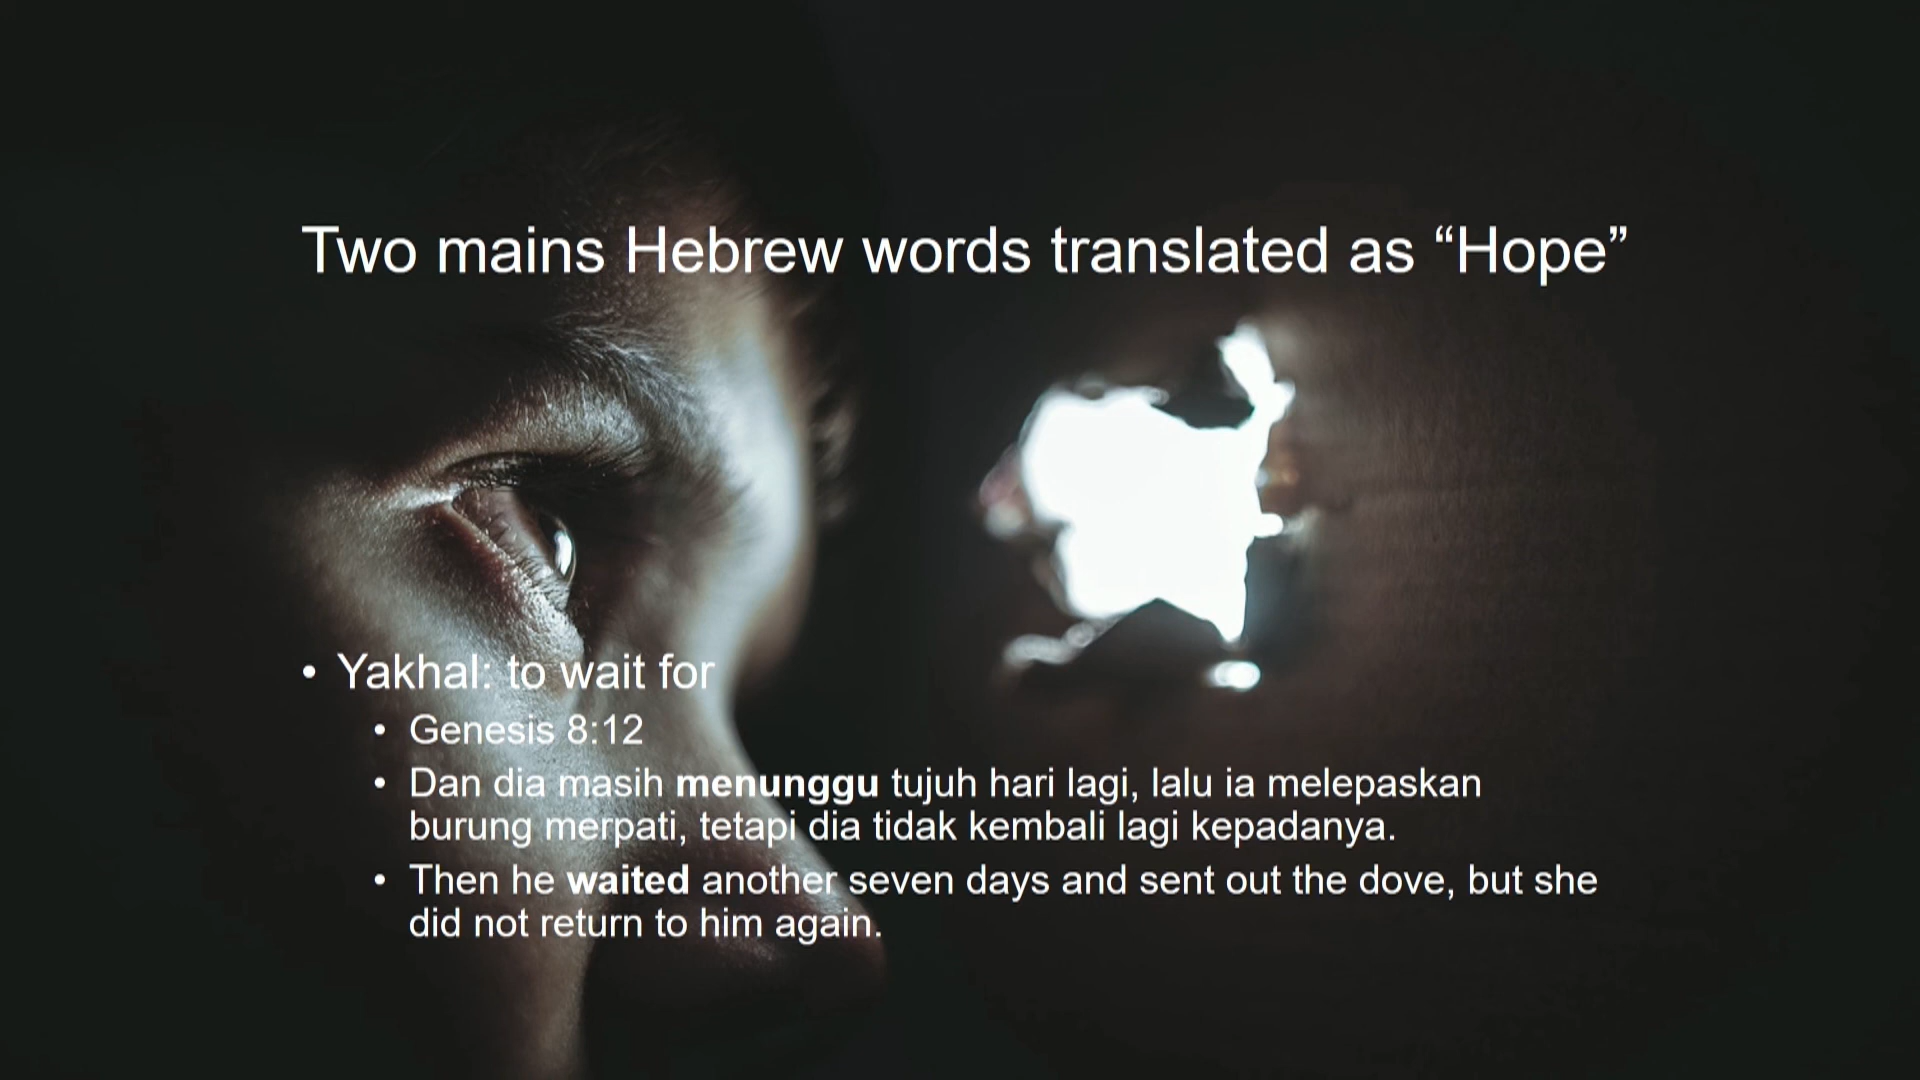 Two mains Hebrew words translated as “Hope”
• Yakhal: to wait for
• Genesis 8:12
• Dan dia masih menunggu tujuh hari lagi, lalu ia melepaskan
burung merpati, tetapi dia tidak kembali lagi kepadanya.
• Then he waited another seven days and sent out the dove, but she
did not return to him again.